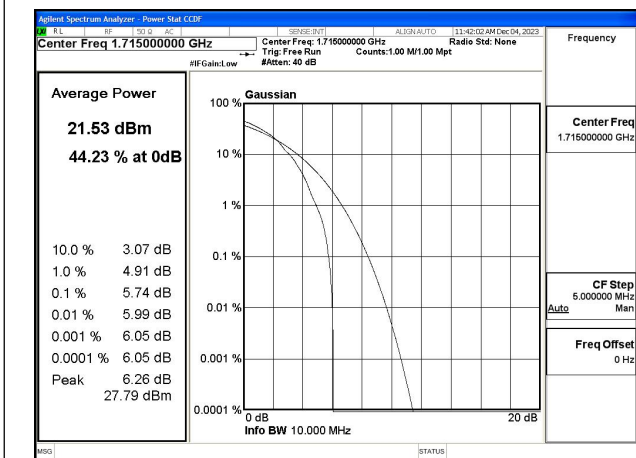 Agilent Spectrum Analyzer - Power Stat CCDF
LXI RL RF 50 Ω AC SENSE:INT ALIGN AUTO 11:42:02 AM Dec 04, 2023
Center Freq 1.715000000 GHz
Center Freq: 1.715000000 GHz Radio Std: None
Trig: Free Run Counts:1.00 M/1.00 Mpt
#IFGain:Low #Atten: 40 dB
Frequency
Average Power
21.53 dBm
44.23 % at 0dB
10.0 % 3.07 dB
1.0 % 4.91 dB
0.1 % 5.74 dB
0.01 % 5.99 dB
0.001 % 6.05 dB
0.0001 % 6.05 dB
Peak 6.26 dB
27.79 dBm
Gaussian
100 %
10 %
1 %
0.1 %
0.01 %
0.001 %
0.0001 %
0 dB 20 dB
Info BW 10.000 MHz
Center Freq
1.715000000 GHz
CF Step
5.000000 MHz
Auto Man
Freq Offset
0 Hz
MSG STATUS